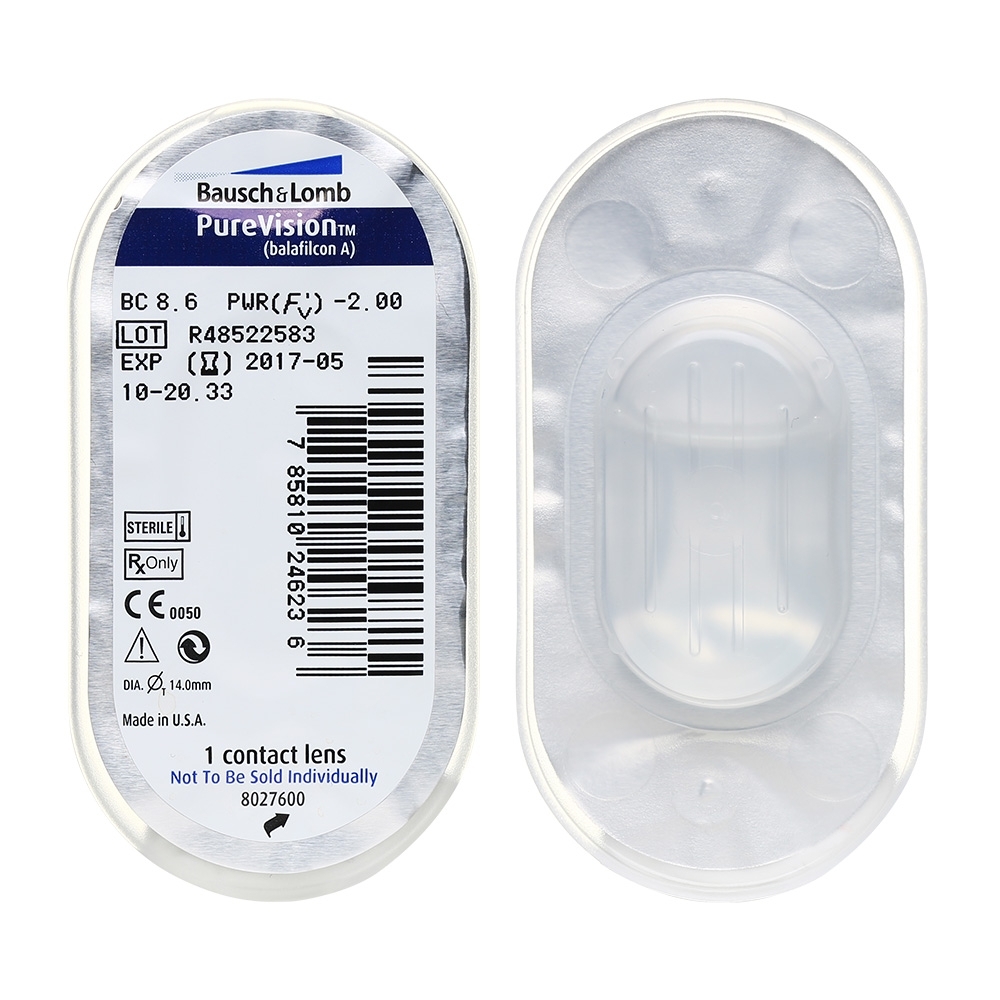 Bausch & Lomb
PureVision™
(balafilcon A)
BC 8.6 PWR(F'v) -2.00
LOT R48522583
EXP (⌛) 2017-05
10-20.33
7 85810 24623 6
STERILE
Rx Only
CE 0050
DIA. ØT 14.0mm
Made in U.S.A.
1 contact lens
Not To Be Sold Individually
8027600